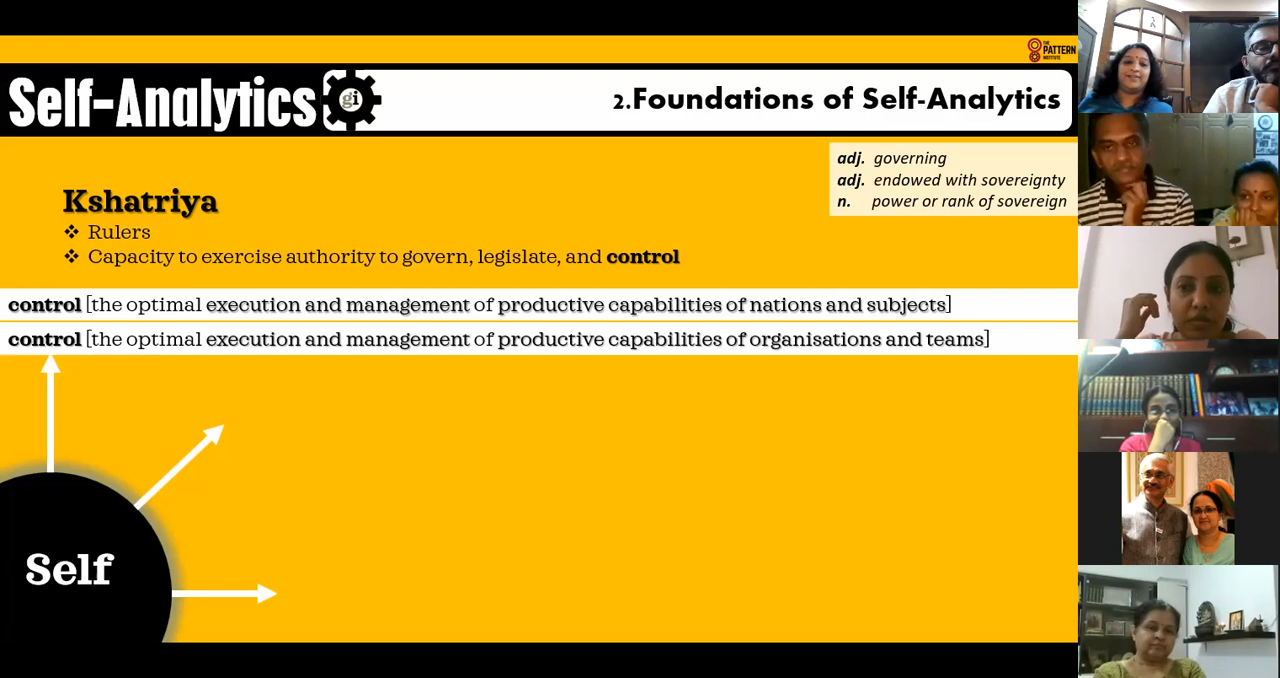 THE
PATTERN
INSTITUTE
Self-Analytics
gi
2.Foundations of Self-Analytics
adj. governing
adj. endowed with sovereignty
n. power or rank of sovereign
Kshatriya
❖ Rulers
❖ Capacity to exercise authority to govern, legislate, and control
control [the optimal execution and management of productive capabilities of nations and subjects]
control [the optimal execution and management of productive capabilities of organisations and teams]
Self